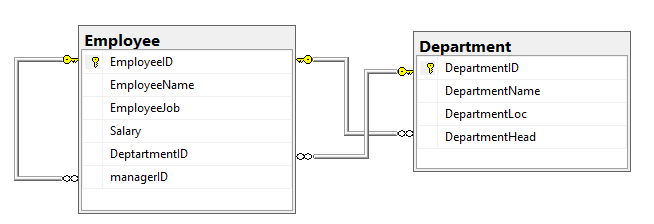 Employee
EmployeeID
EmployeeName
EmployeeJob
Salary
DeptartmentID
managerID
Department
DepartmentID
DepartmentName
DepartmentLoc
DepartmentHead